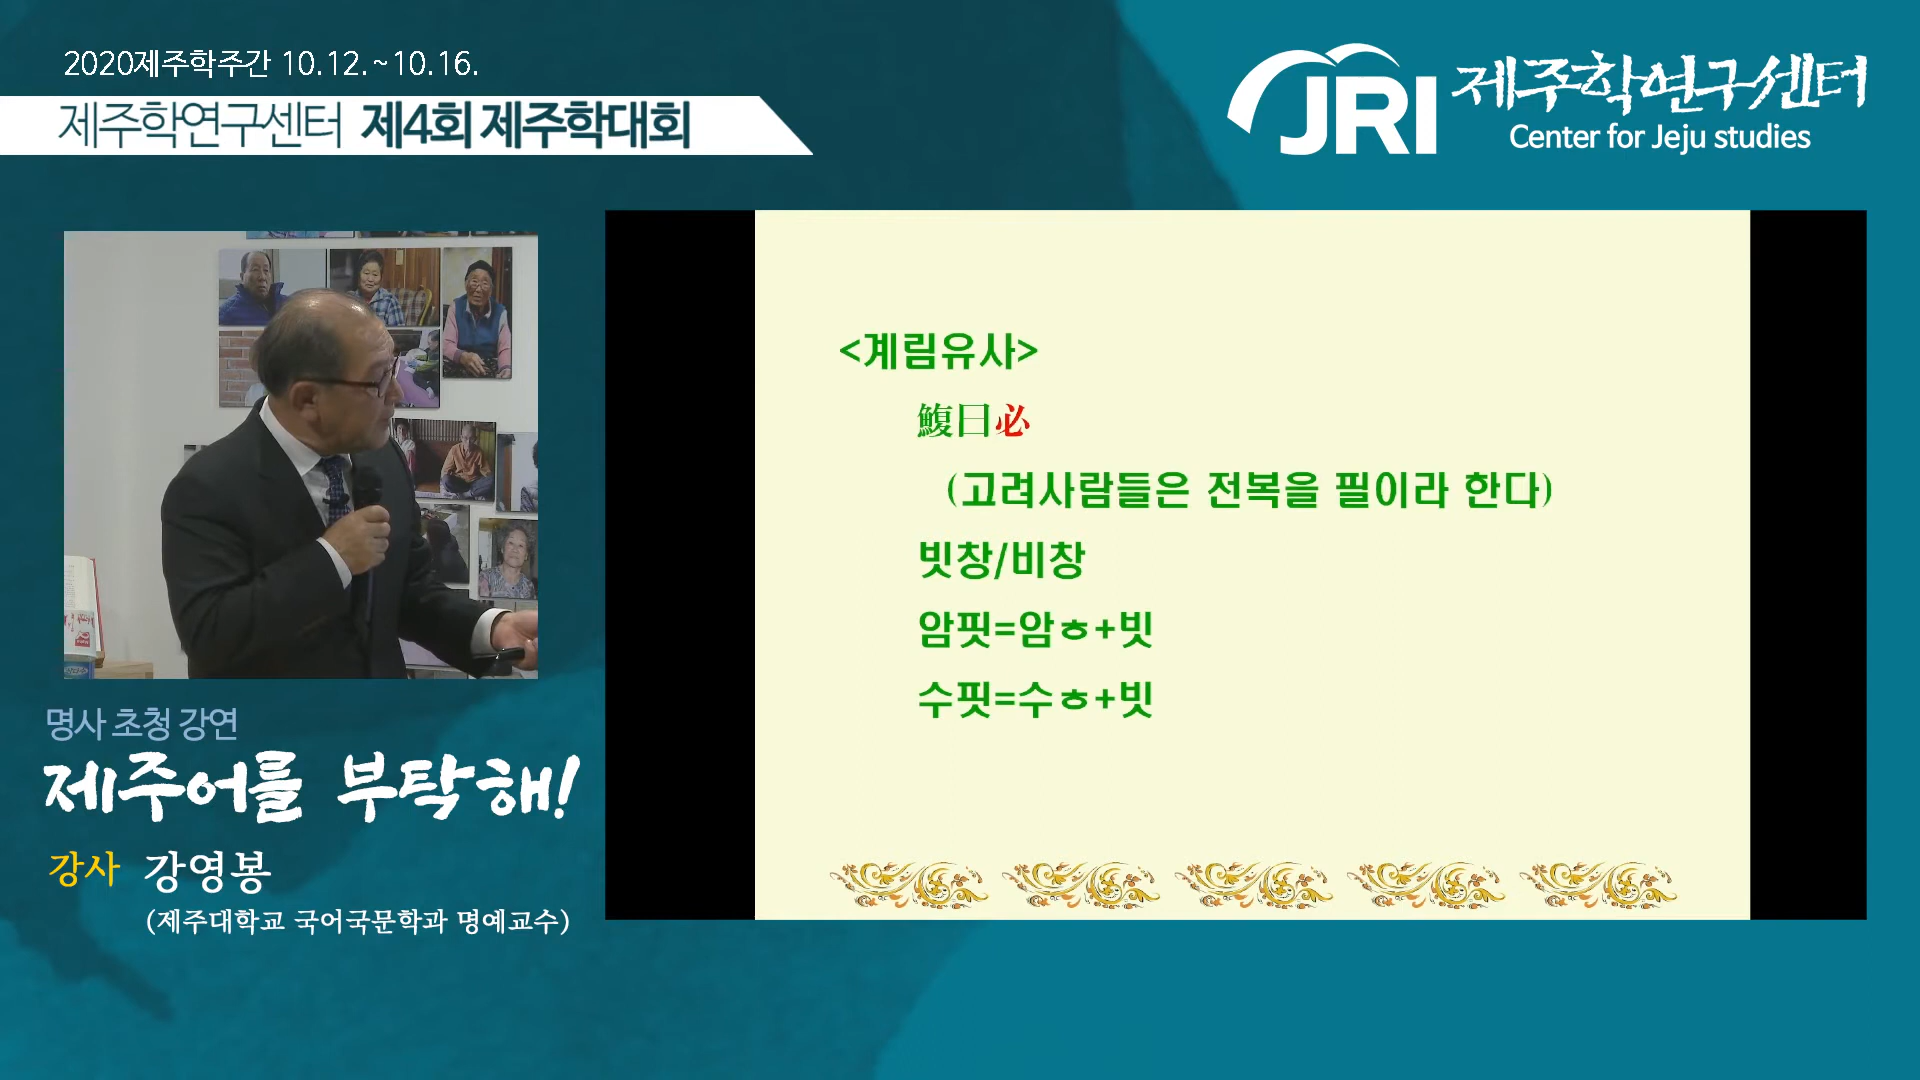 2020제주학주간 10.12.~10.16.
제주학연구센터 제4회 제주학대회
JRI 제주학연구센터
Center for Jeju studies
<계림유사>
鰒曰必
(고려사람들은 전복을 필이라 한다)
빗창/비창
암핏=암ㅎ+빗
수핏=수ㅎ+빗
명사 초청 강연
제주어를 부탁해!
강사 강영봉
(제주대학교 국어국문학과 명예교수)